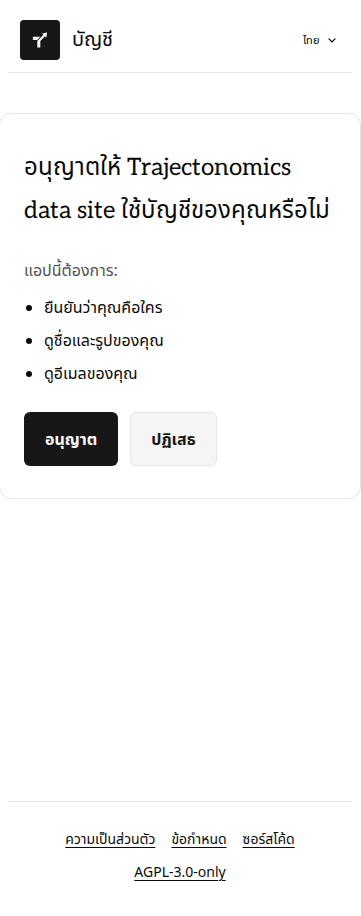 บัญชี
ไทย
อนุญาตให้ Trajectonomics
data site ใช้บัญชีของคุณหรือไม่
แอปนี้ต้องการ:
ยืนยันว่าคุณคือใคร
ดูชื่อและรูปของคุณ
ดูอีเมลของคุณ
อนุญาต
ปฏิเสธ
ความเป็นส่วนตัว ข้อกำหนด ซอร์สโค้ด
AGPL-3.0-only